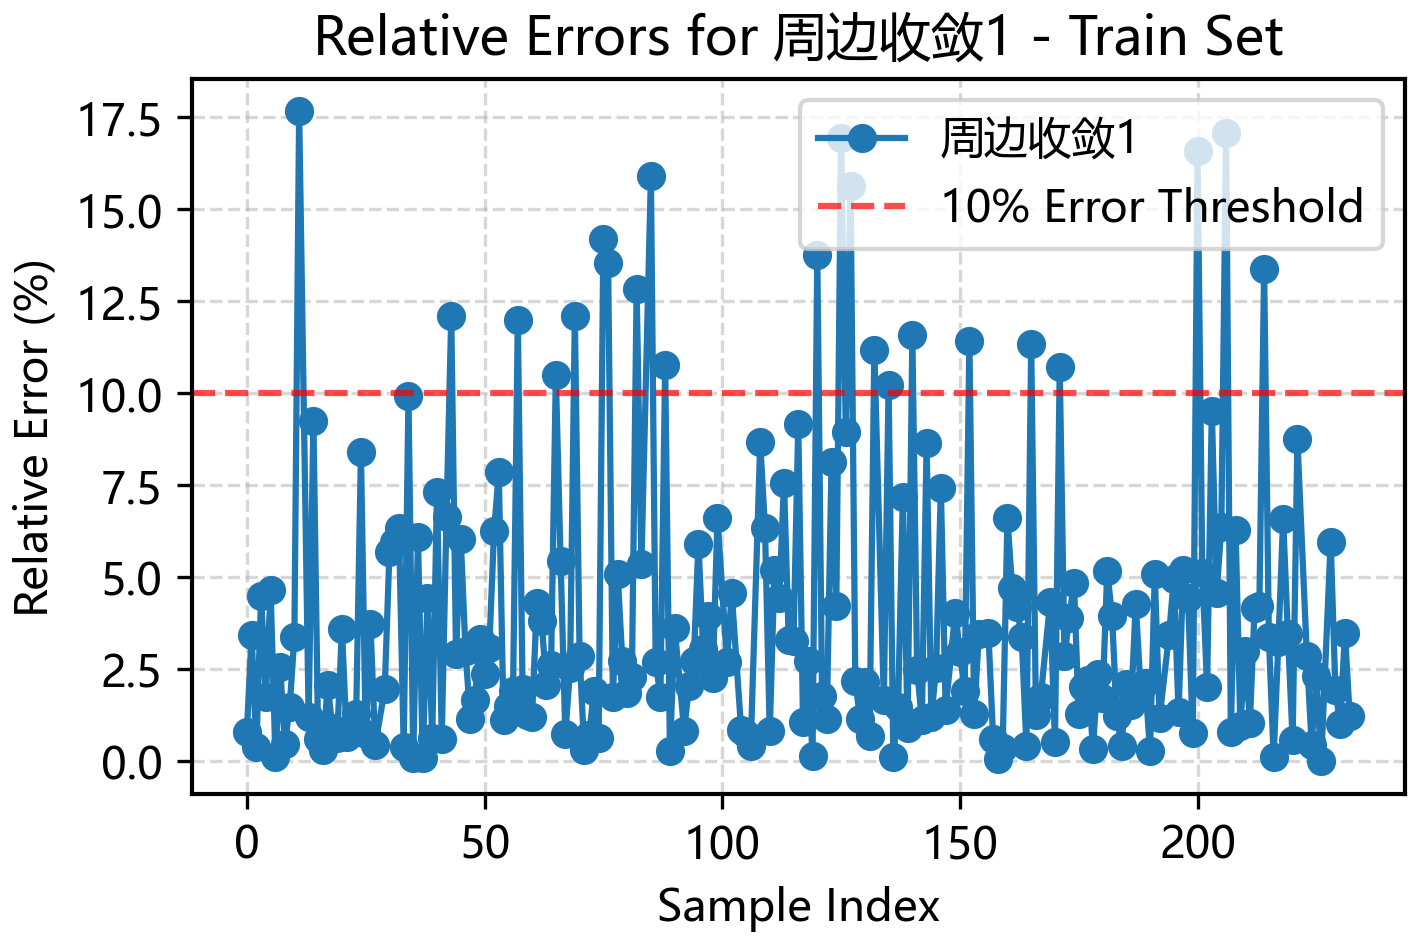 Relative Errors for 周边收敛1 - Train Set
周边收敛1
10% Error Threshold
Relative Error (%)
17.5
15.0
12.5
10.0
7.5
5.0
2.5
0.0
0 50 100 150 200
Sample Index